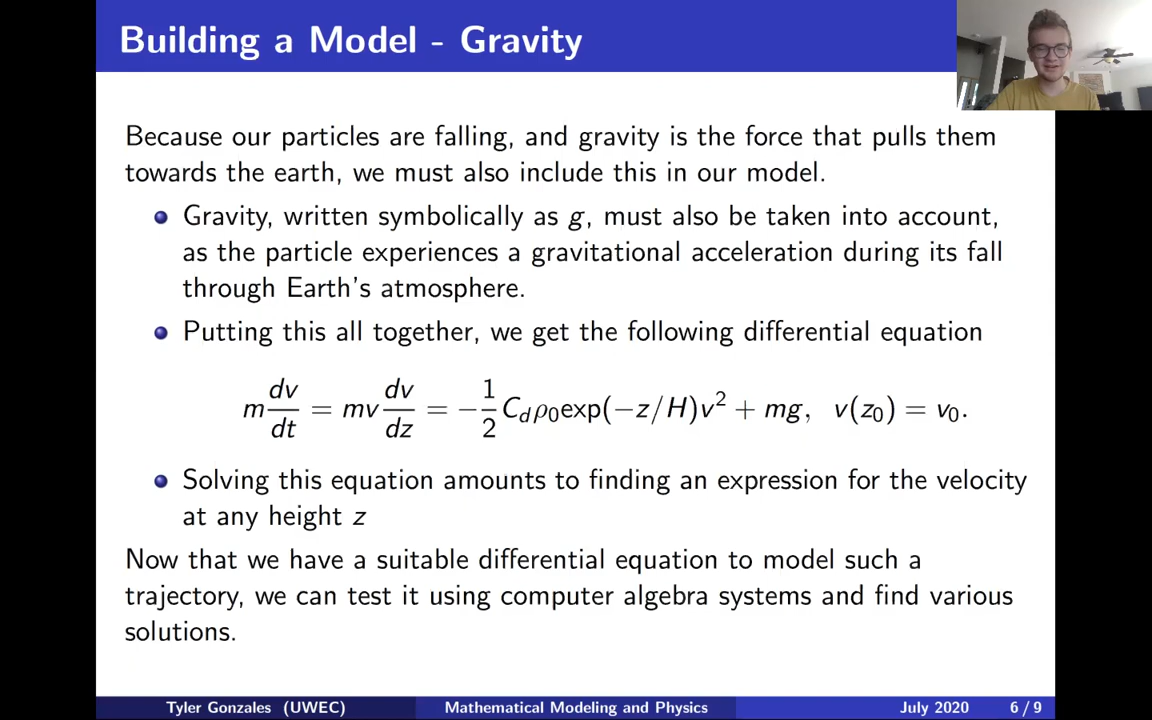 Building a Model - Gravity
Because our particles are falling, and gravity is the force that pulls them
towards the earth, we must also include this in our model.
Gravity, written symbolically as g, must also be taken into account,
as the particle experiences a gravitational acceleration during its fall
through Earth's atmosphere.
Putting this all together, we get the following differential equation
m dv/dt = mv dv/dz = −1/2 C_d ρ_0 exp(−z/H)v² + mg, v(z_0) = v_0.
Solving this equation amounts to finding an expression for the velocity
at any height z
Now that we have a suitable differential equation to model such a
trajectory, we can test it using computer algebra systems and find various
solutions.
Tyler Gonzales (UWEC) Mathematical Modeling and Physics July 2020 6 / 9